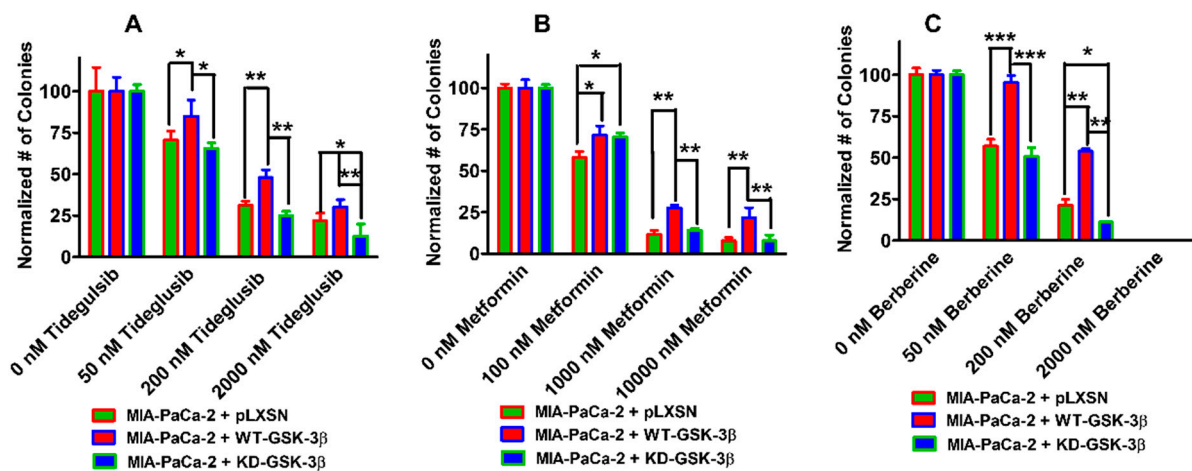 A
Normalized # of Colonies
100
75
50
25
0
* *
** **
* **
0 nM Tidegulsib
50 nM Tideglusib
200 nM Tideglusib
2000 nM Tideglusib
MIA-PaCa-2 + pLXSN
MIA-PaCa-2 + WT-GSK-3β
MIA-PaCa-2 + KD-GSK-3β
B
Normalized # of Colonies
100
75
50
25
0
* *
** **
** **
0 nM Metformin
100 nM Metformin
1000 nM Metformin
10000 nM Metformin
MIA-PaCa-2 + pLXSN
MIA-PaCa-2 + WT-GSK-3β
MIA-PaCa-2 + KD-GSK-3β
C
Normalized # of Colonies
100
75
50
25
0
*** ***
* ** **
0 nM Berberine
50 nM Berberine
200 nM Berberine
2000 nM Berberine
MIA-PaCa-2 + pLXSN
MIA-PaCa-2 + WT-GSK-3β
MIA-PaCa-2 + KD-GSK-3β